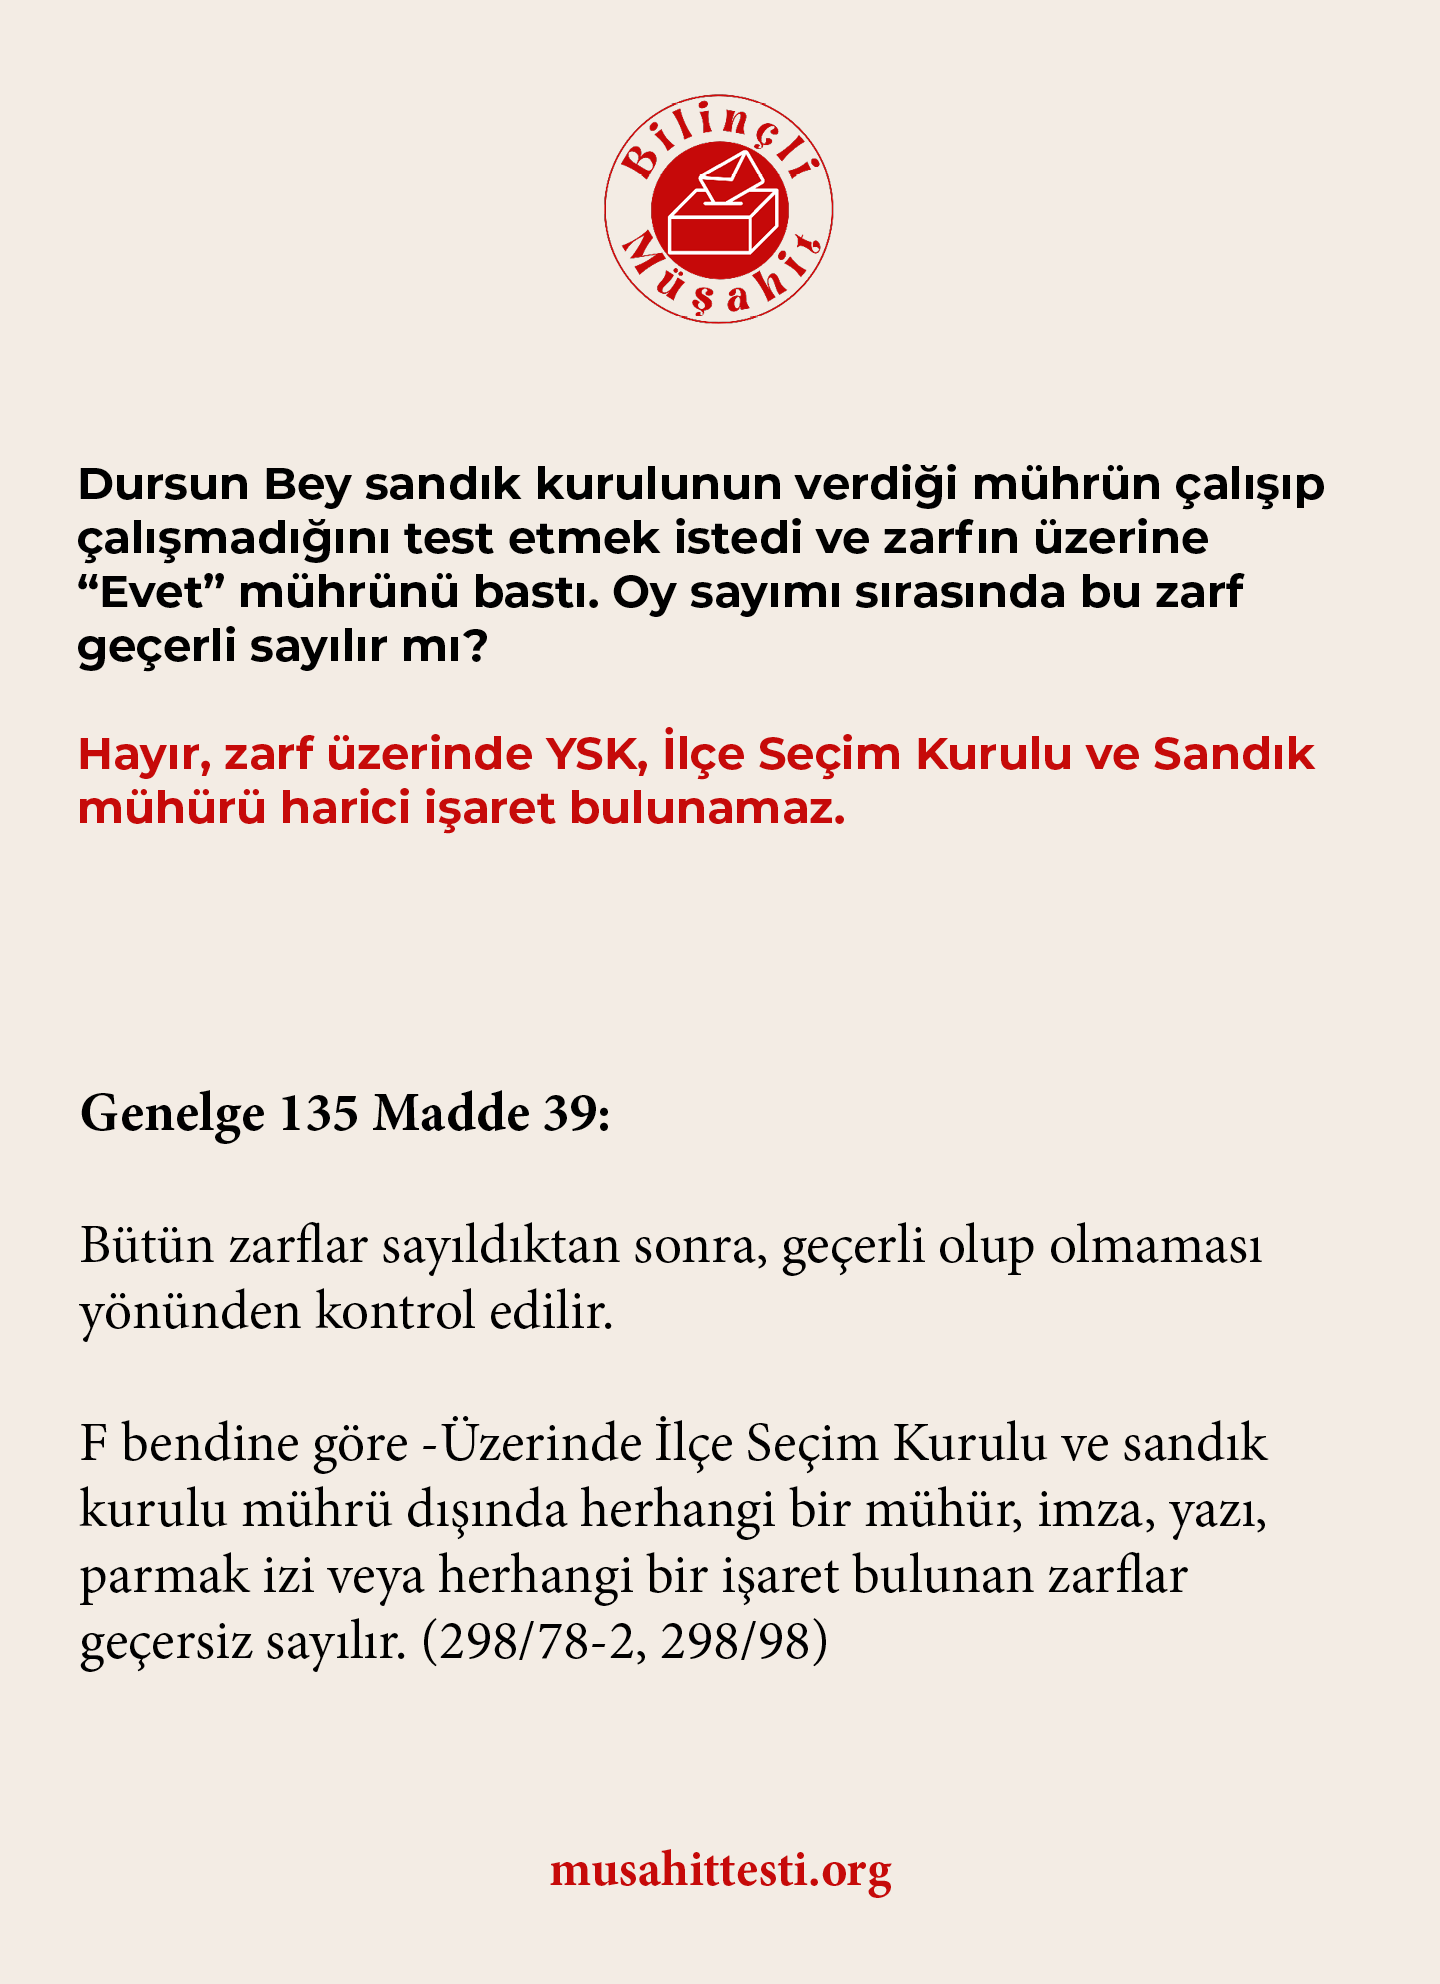 Bilinçli
Müşahit
Dursun Bey sandık kurulunun verdiği mührün çalışıp
çalışmadığını test etmek istedi ve zarfın üzerine
“Evet” mührünü bastı. Oy sayımı sırasında bu zarf
geçerli sayılır mı?
Hayır, zarf üzerinde YSK, İlçe Seçim Kurulu ve Sandık
mühürü harici işaret bulunamaz.
Genelge 135 Madde 39:
Bütün zarflar sayıldıktan sonra, geçerli olup olmaması
yönünden kontrol edilir.
F bendine göre -Üzerinde İlçe Seçim Kurulu ve sandık
kurulu mührü dışında herhangi bir mühür, imza, yazı,
parmak izi veya herhangi bir işaret bulunan zarflar
geçersiz sayılır. (298/78-2, 298/98)
musahittesti.org